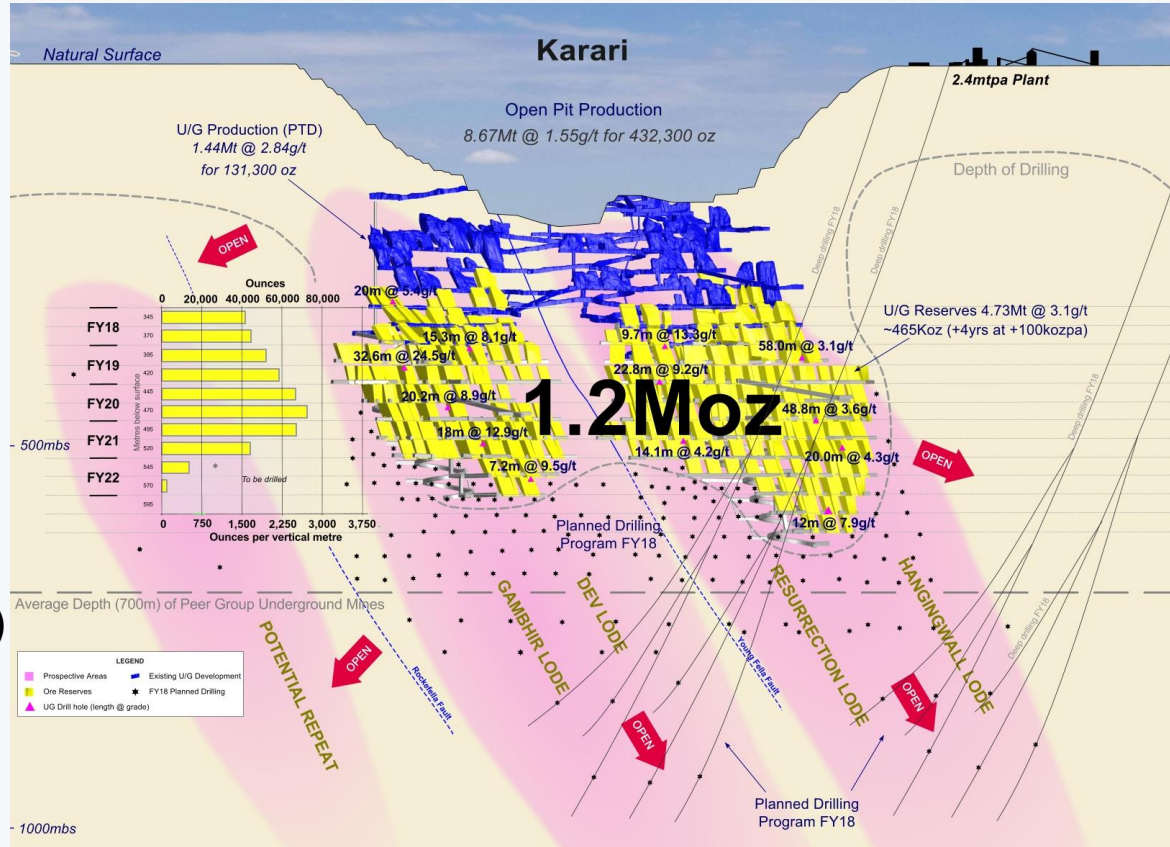 Karari
Natural Surface
2.4mtpa Plant
Open Pit Production
8.67Mt @ 1.55g/t for 432,300 oz
U/G Production (PTD)
1.44Mt @ 2.84g/t
for 131,300 oz
Depth of Drilling
Deep drilling FY18
Deep drilling FY18
OPEN
Ounces
0 20,000 40,000 60,000 80,000
FY18
FY19
FY20
FY21
FY22
Metres below surface
345
370
395
420
445
470
495
520
545
570
595
To be drilled
0 750 1,500 2,250 3,000 3,750
Ounces per vertical metre
20m @ 5.4g/t
15.3m @ 8.1g/t
32.6m @ 24.5g/t
20.2m @ 8.9g/t
18m @ 12.9g/t
7.2m @ 9.5g/t
9.7m @ 13.3g/t
58.0m @ 3.1g/t
22.8m @ 9.2g/t
48.8m @ 3.6g/t
14.1m @ 4.2g/t
20.0m @ 4.3g/t
12m @ 7.9g/t
1.2Moz
U/G Reserves 4.73Mt @ 3.1g/t
~465Koz (+4yrs at +100kozpa)
Deep drilling FY18
500mbs
OPEN
Planned Drilling
Program FY18
Average Depth (700m) of Peer Group Underground Mines
POTENTIAL REPEAT
OPEN
Rockefella Fault
GAMBHIR LODE
DEV LODE
Young Fella Fault
RESURRECTION LODE
HANGINGWALL LODE
Deep drilling FY18
OPEN
OPEN
LEGEND
Prospective Areas
Existing U/G Development
Ore Reserves
FY18 Planned Drilling
UG Drill hole (length @ grade)
Planned Drilling
Program FY18
1000mbs